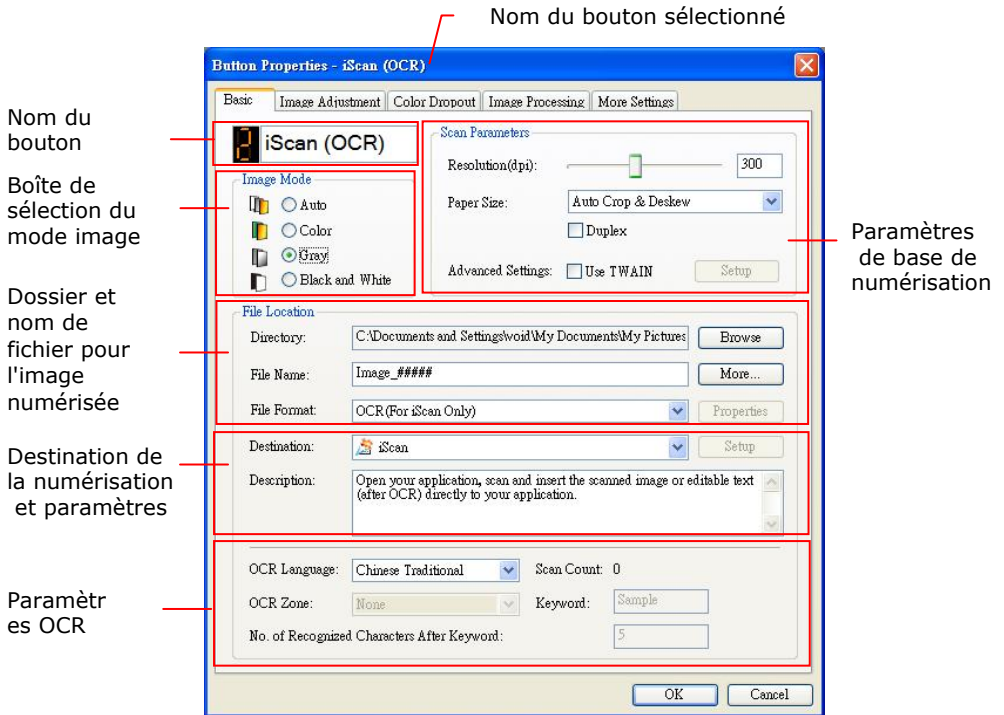 Nom du bouton sélectionné
Button Properties - iScan (OCR)
Basic Image Adjustment Color Dropout Image Processing More Settings
Nom du
bouton
2 iScan (OCR)
Boîte de
sélection du
mode image
Image Mode
Auto
Color
Gray
Black and White
Scan Parameters
Resolution(dpi): 300
Paper Size: Auto Crop & Deskew
Duplex
Advanced Settings: Use TWAIN Setup
Paramètres
de base de
numérisation
Dossier et
nom de
fichier pour
l'image
numérisée
File Location
Directory: C:\Documents and Settings\void\My Documents\My Pictures Browse
File Name: Image_##### More...
File Format: OCR(For iScan Only) Properties
Destination de
la numérisation
et paramètres
Destination: iScan Setup
Description: Open your application, scan and insert the scanned image or editable text
(after OCR) directly to your application.
Paramètr
es OCR
OCR Language: Chinese Traditional Scan Count: 0
OCR Zone: None Keyword: Sample
No. of Recognized Characters After Keyword: 5
OK Cancel